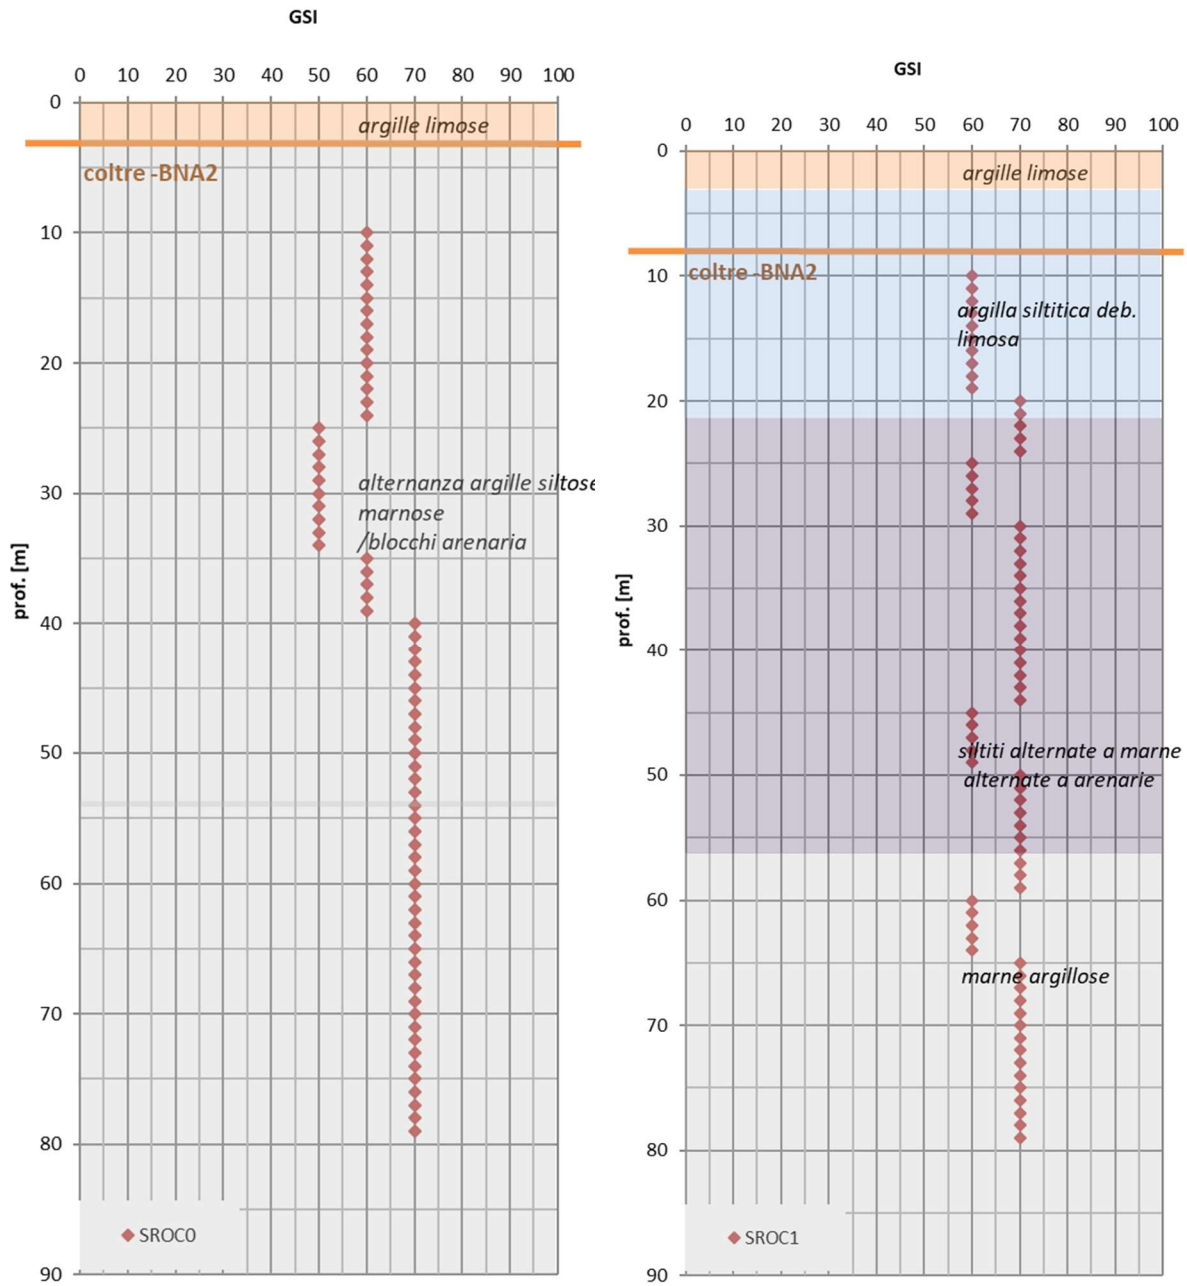 GSI
0 10 20 30 40 50 60 70 80 90 100
0
argille limose
coltre -BNA2
10
20
alternanza argille siltose
30
marnose
/blocchi arenaria
prof. [m]
40
50
60
70
80
SROC0
90
GSI
0 10 20 30 40 50 60 70 80 90 100
0
argille limose
coltre -BNA2
10
argilla siltitica deb.
limosa
20
30
prof. [m]
40
siltiti alternate a marne
50
alternate a arenarie
60
marne argillose
70
80
SROC1
90